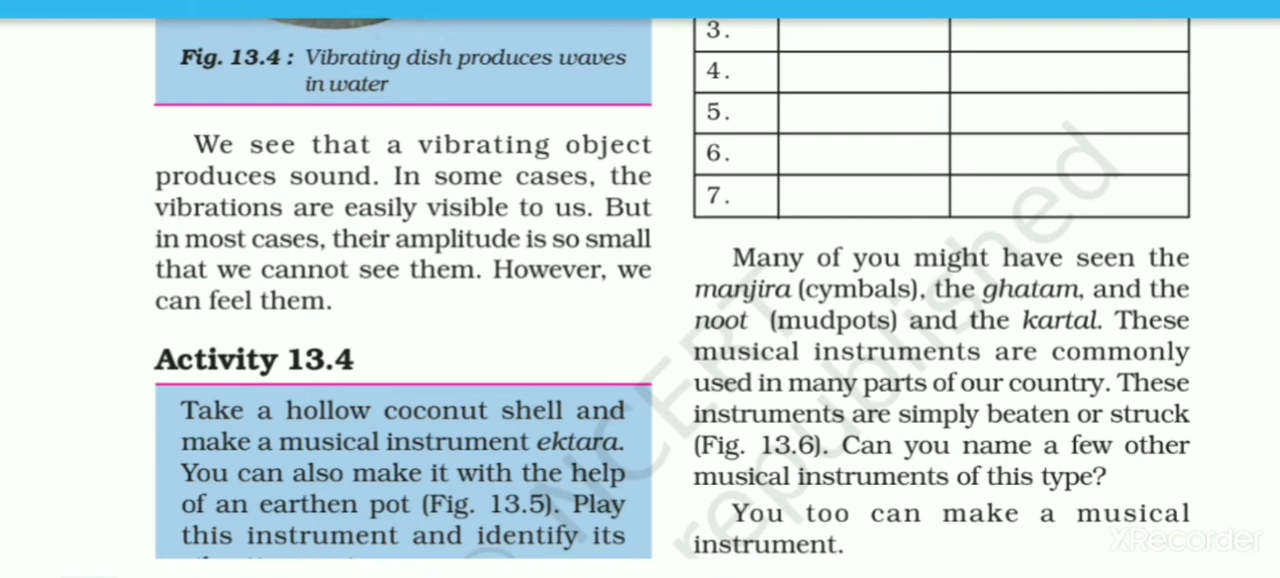 Fig. 13.4 : Vibrating dish produces waves
in water
We see that a vibrating object
produces sound. In some cases, the
vibrations are easily visible to us. But
in most cases, their amplitude is so small
that we cannot see them. However, we
can feel them.
Activity 13.4
Take a hollow coconut shell and
make a musical instrument ektara.
You can also make it with the help
of an earthen pot (Fig. 13.5). Play
this instrument and identify its
3.
4.
5.
6.
7.
Many of you might have seen the
manjira (cymbals), the ghatam, and the
noot (mudpots) and the kartal. These
musical instruments are commonly
used in many parts of our country. These
instruments are simply beaten or struck
(Fig. 13.6). Can you name a few other
musical instruments of this type?
You too can make a musical
instrument.
NCERT
republished
XRecorder